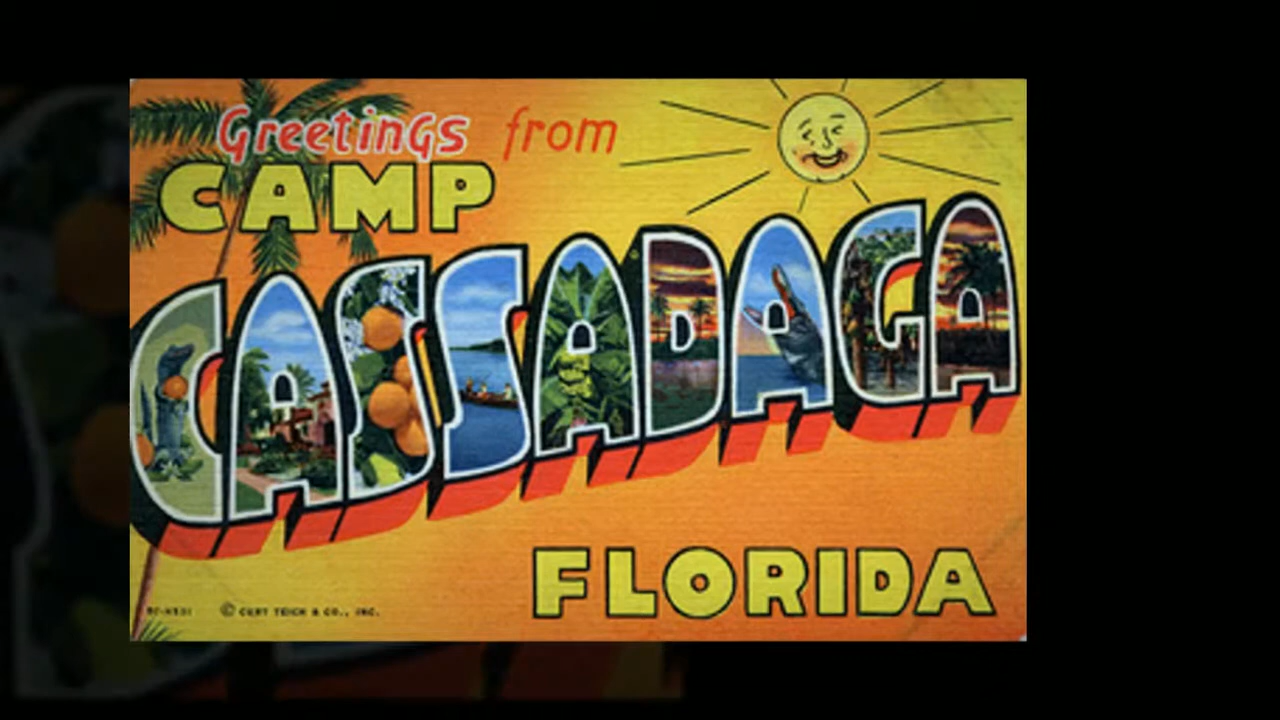 Greetings from
CAMP
CASSADAGA
FLORIDA
© CURT TEICH & CO., INC.